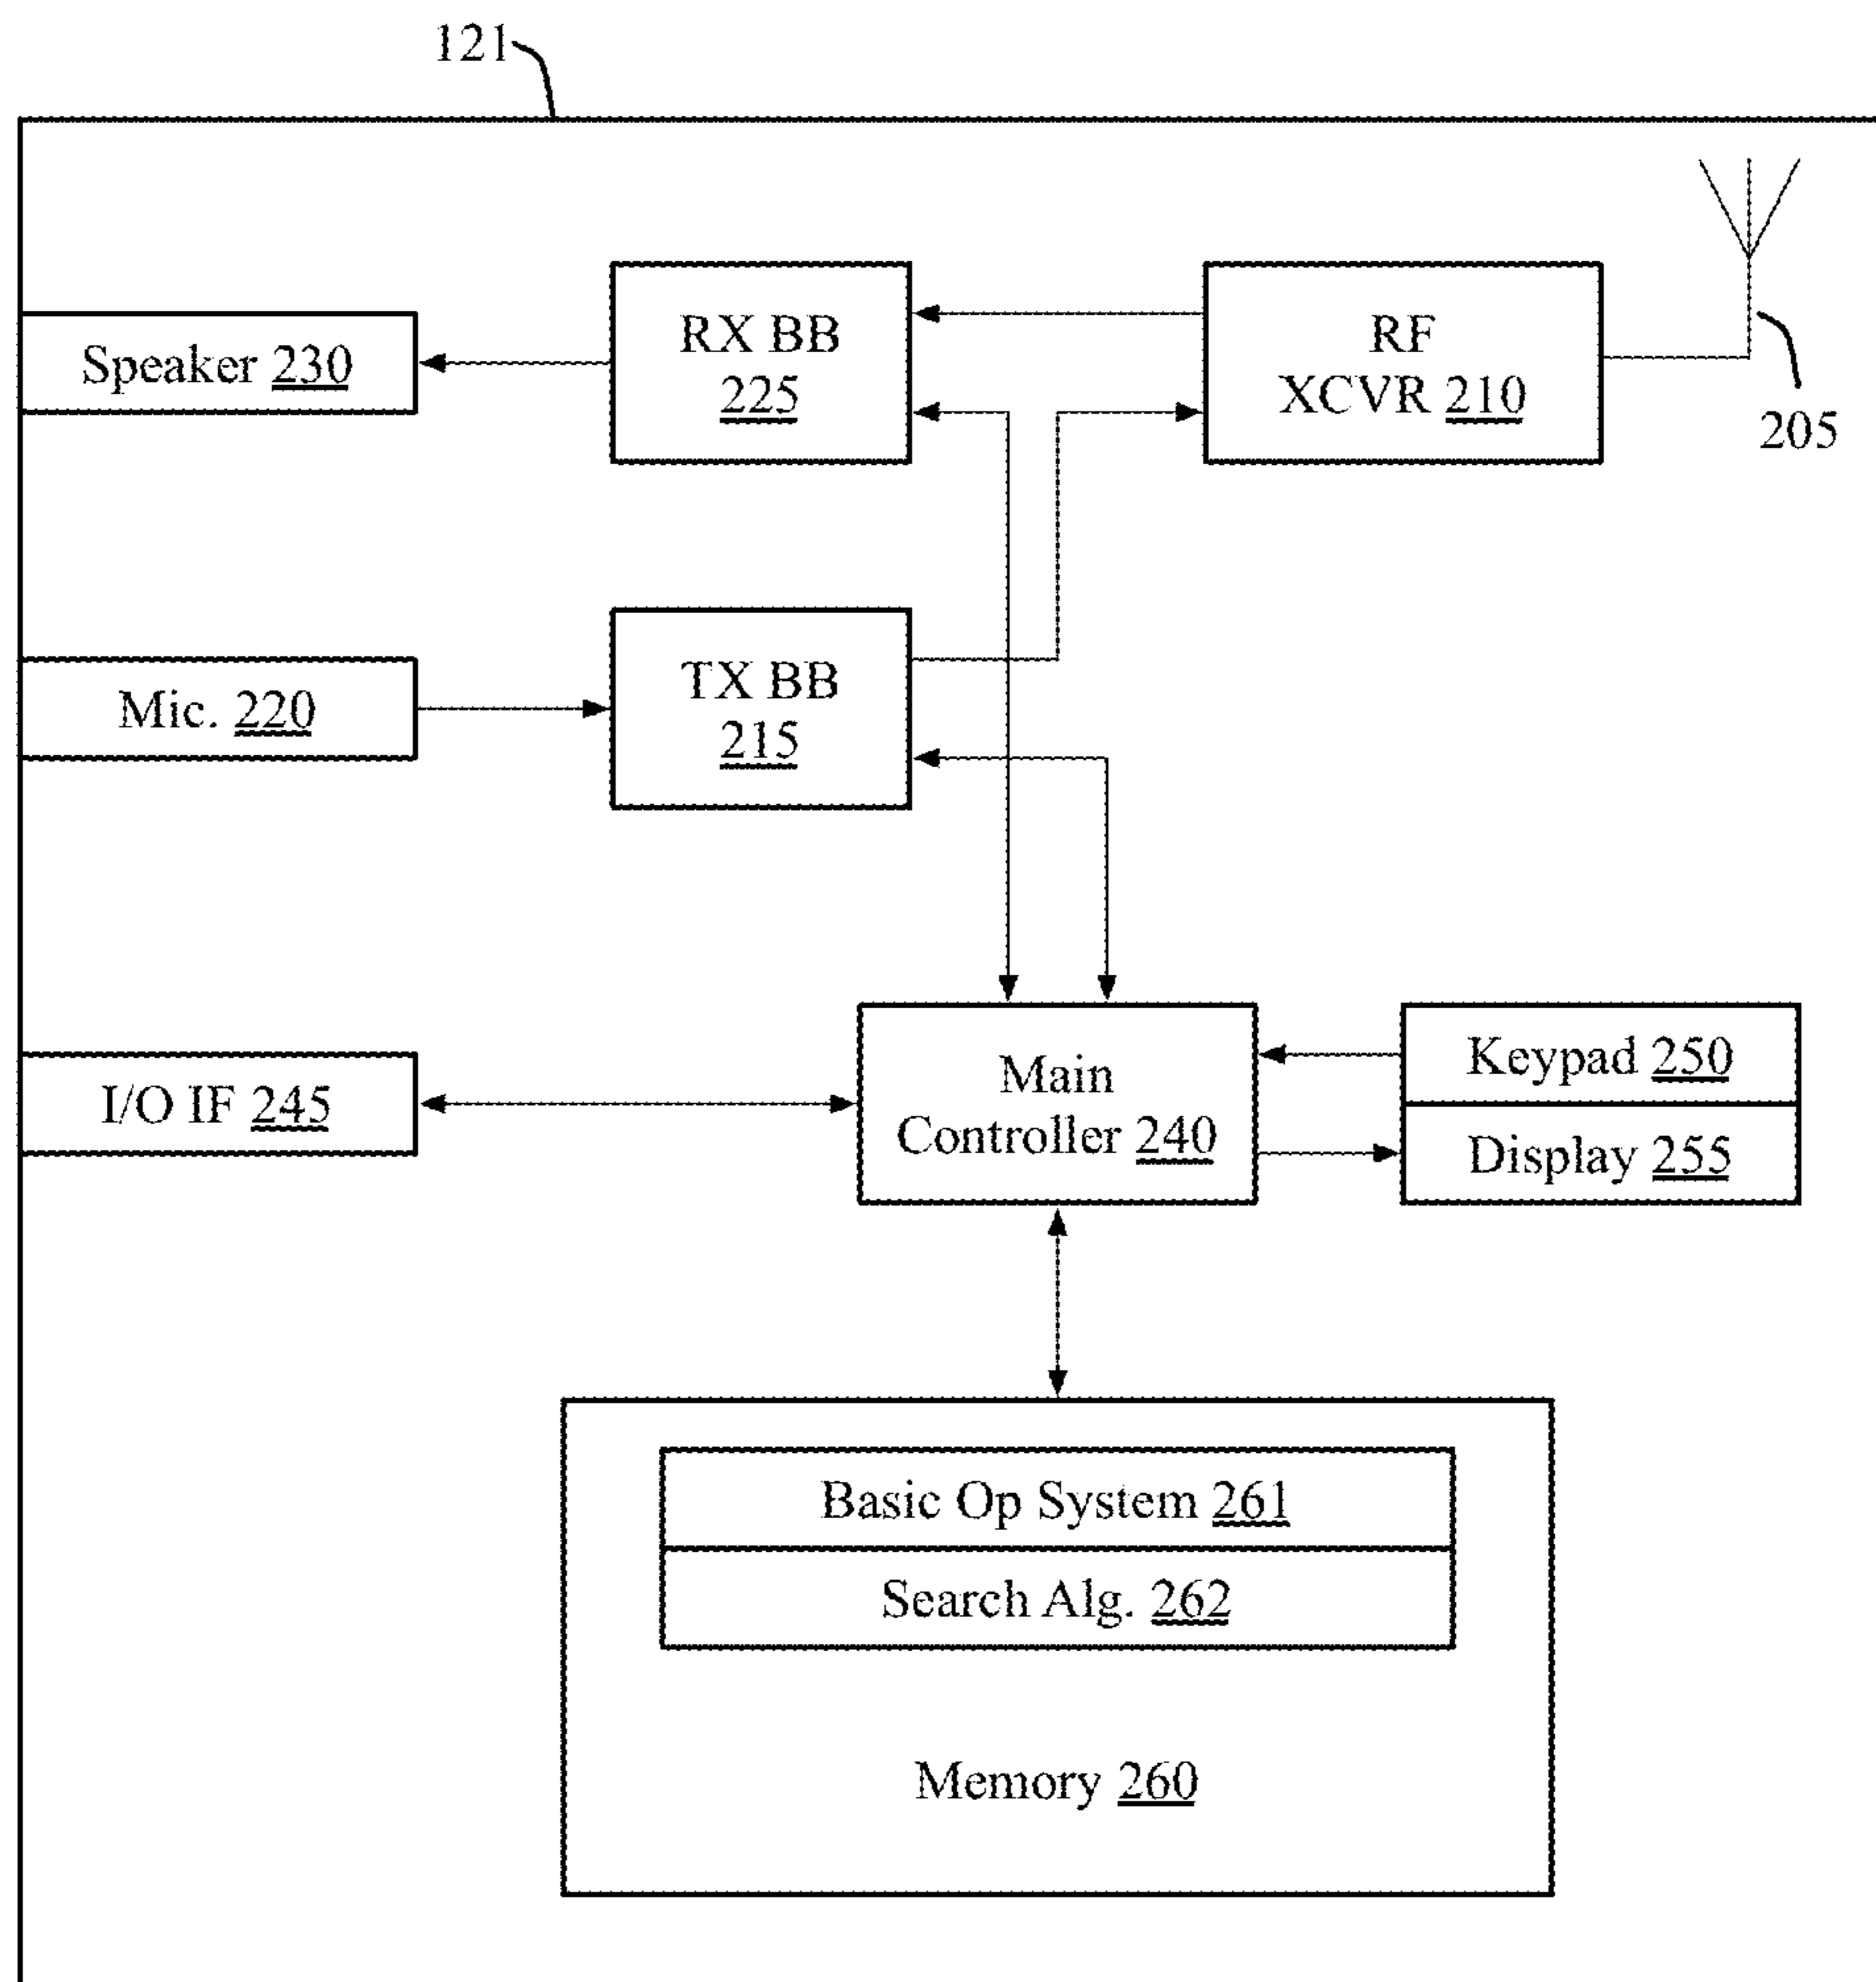 121
RX BB
225
RF
XCVR 210
Speaker 230
205
TX BB
215
Mic. 220
Main
Controller 240
Keypad 250
I/O IF 245
Display 255
Basic Op System 261
Search Alg. 262
Memory 260